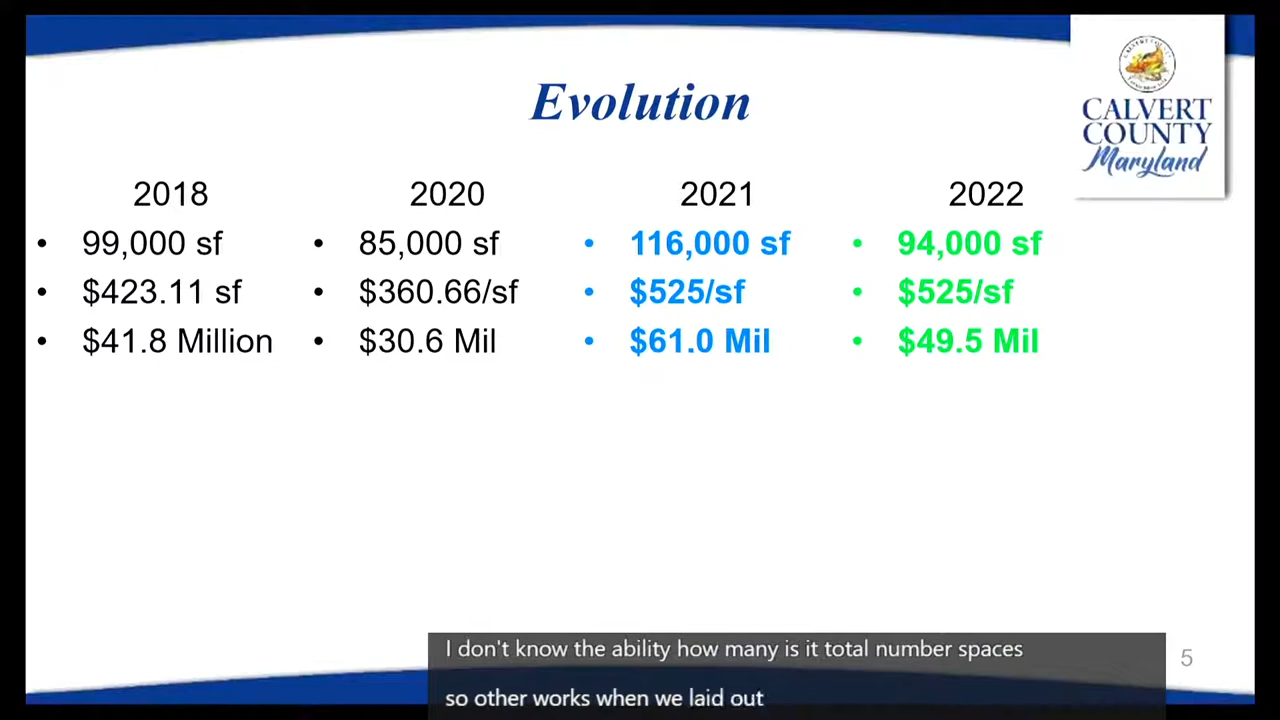 Evolution
CALVERT
COUNTY
Maryland
2018
• 99,000 sf
• $423.11 sf
• $41.8 Million
2020
• 85,000 sf
• $360.66/sf
• $30.6 Mil
2021
• 116,000 sf
• $525/sf
• $61.0 Mil
2022
• 94,000 sf
• $525/sf
• $49.5 Mil
I don't know the ability how many is it total number spaces
so other works when we laid out
5